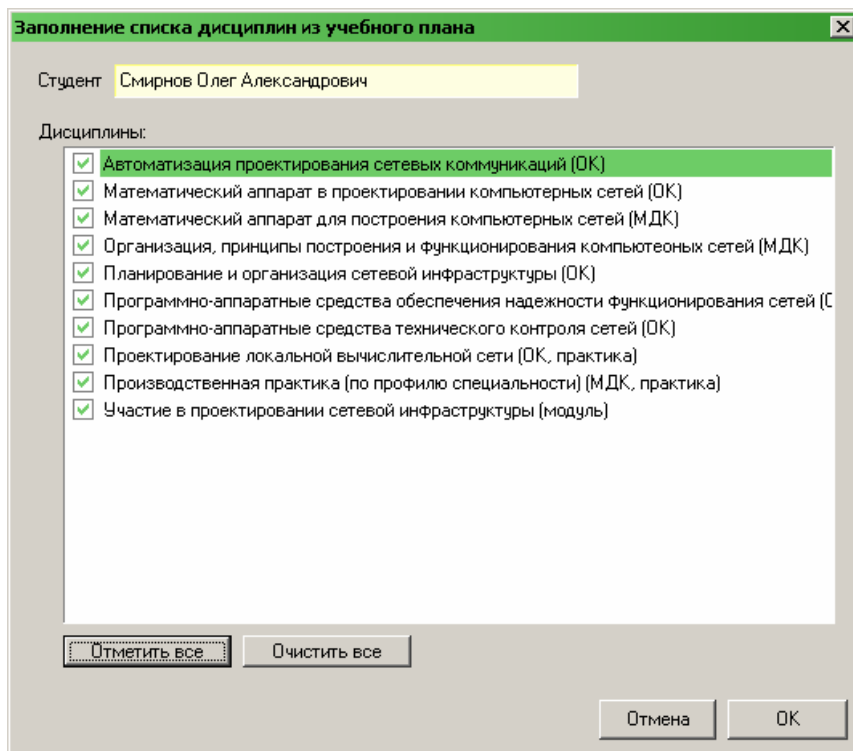 Заполнение списка дисциплин из учебного плана
Студент Смирнов Олег Александрович
Дисциплины:
Автоматизация проектирования сетевых коммуникаций (ОК)
Математический аппарат в проектировании компьютерных сетей (ОК)
Математический аппарат для построения компьютерных сетей (МДК)
Организация, принципы построения и функционирования компьютеоных сетей (МДК)
Планирование и организация сетевой инфраструктуры (ОК)
Программно-аппаратные средства обеспечения надежности функционирования сетей (О
Программно-аппаратные средства технического контроля сетей (ОК)
Проектирование локальной вычислительной сети (ОК, практика)
Производственная практика (по профилю специальности) (МДК, практика)
Участие в проектировании сетевой инфраструктуры (модуль)
Отметить все Очистить все
Отмена OK